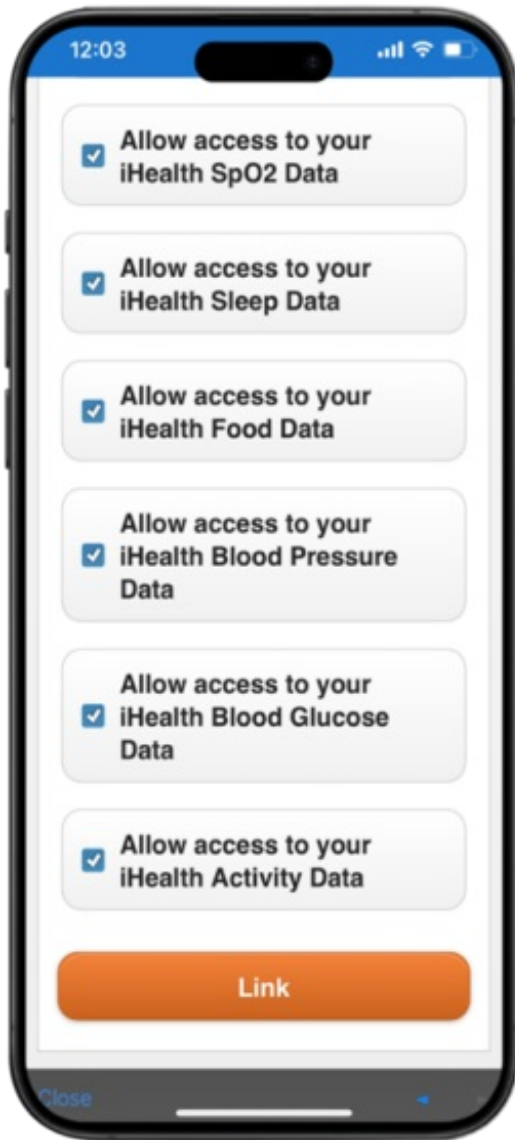 12:03
Allow access to your
iHealth SpO2 Data
Allow access to your
iHealth Sleep Data
Allow access to your
iHealth Food Data
Allow access to your
iHealth Blood Pressure
Data
Allow access to your
iHealth Blood Glucose
Data
Allow access to your
iHealth Activity Data
Link
Close